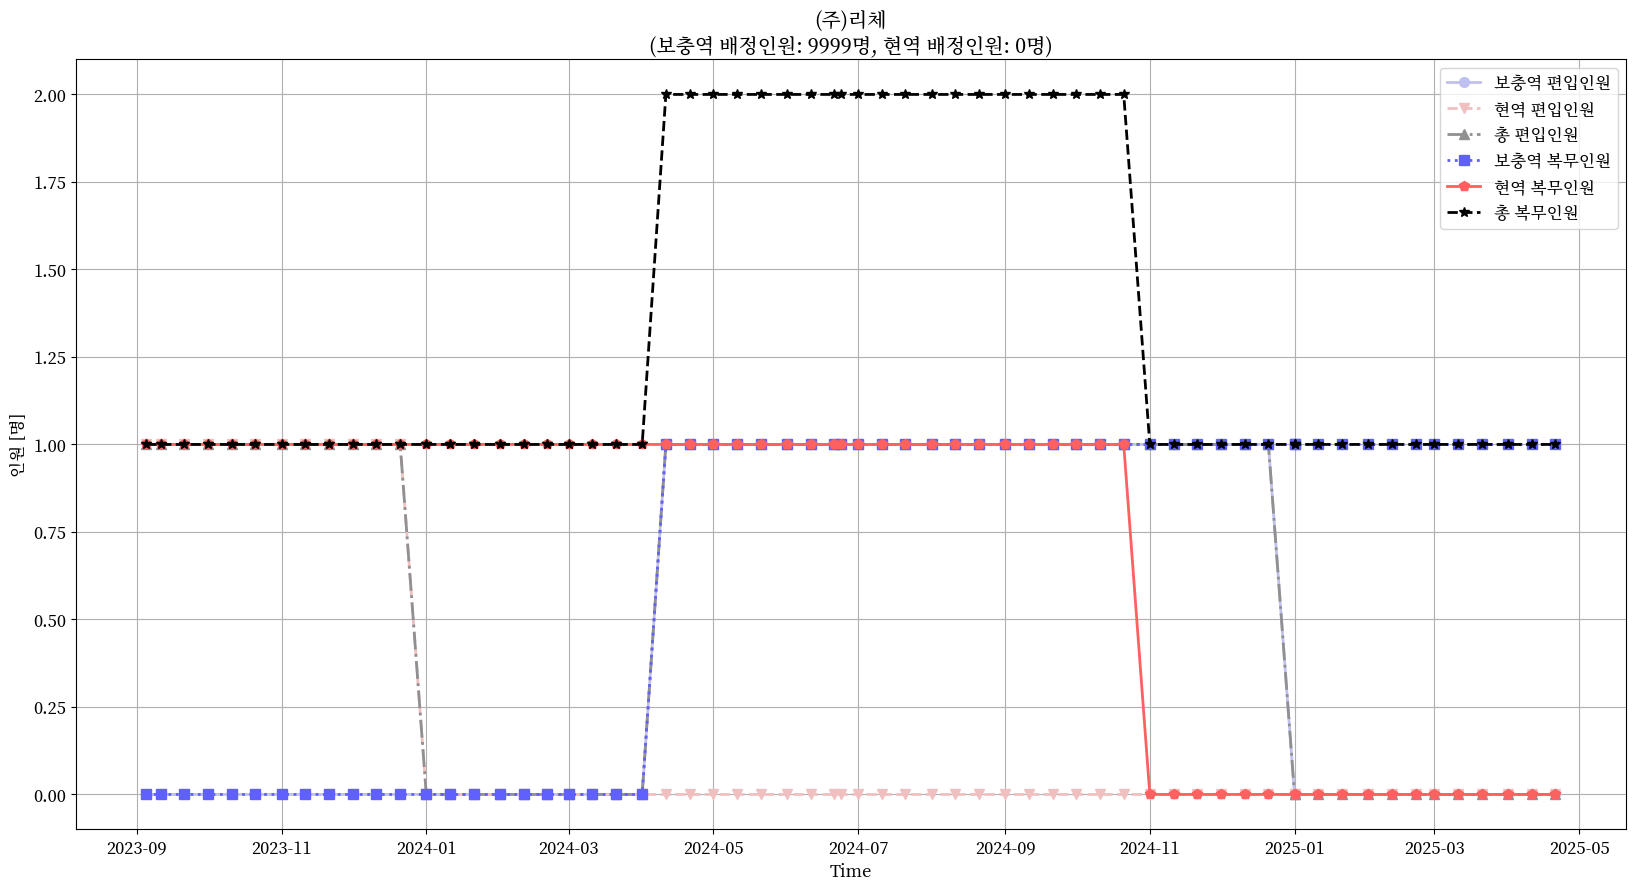 (주)리체
(보충역 배정인원: 9999명, 현역 배정인원: 0명)
보충역 편입인원
현역 편입인원
총 편입인원
보충역 복무인원
현역 복무인원
총 복무인원
2.00
1.75
1.50
1.25
1.00
0.75
0.50
0.25
0.00
인원 [명]
2023-09 2023-11 2024-01 2024-03 2024-05 2024-07 2024-09 2024-11 2025-01 2025-03 2025-05
Time